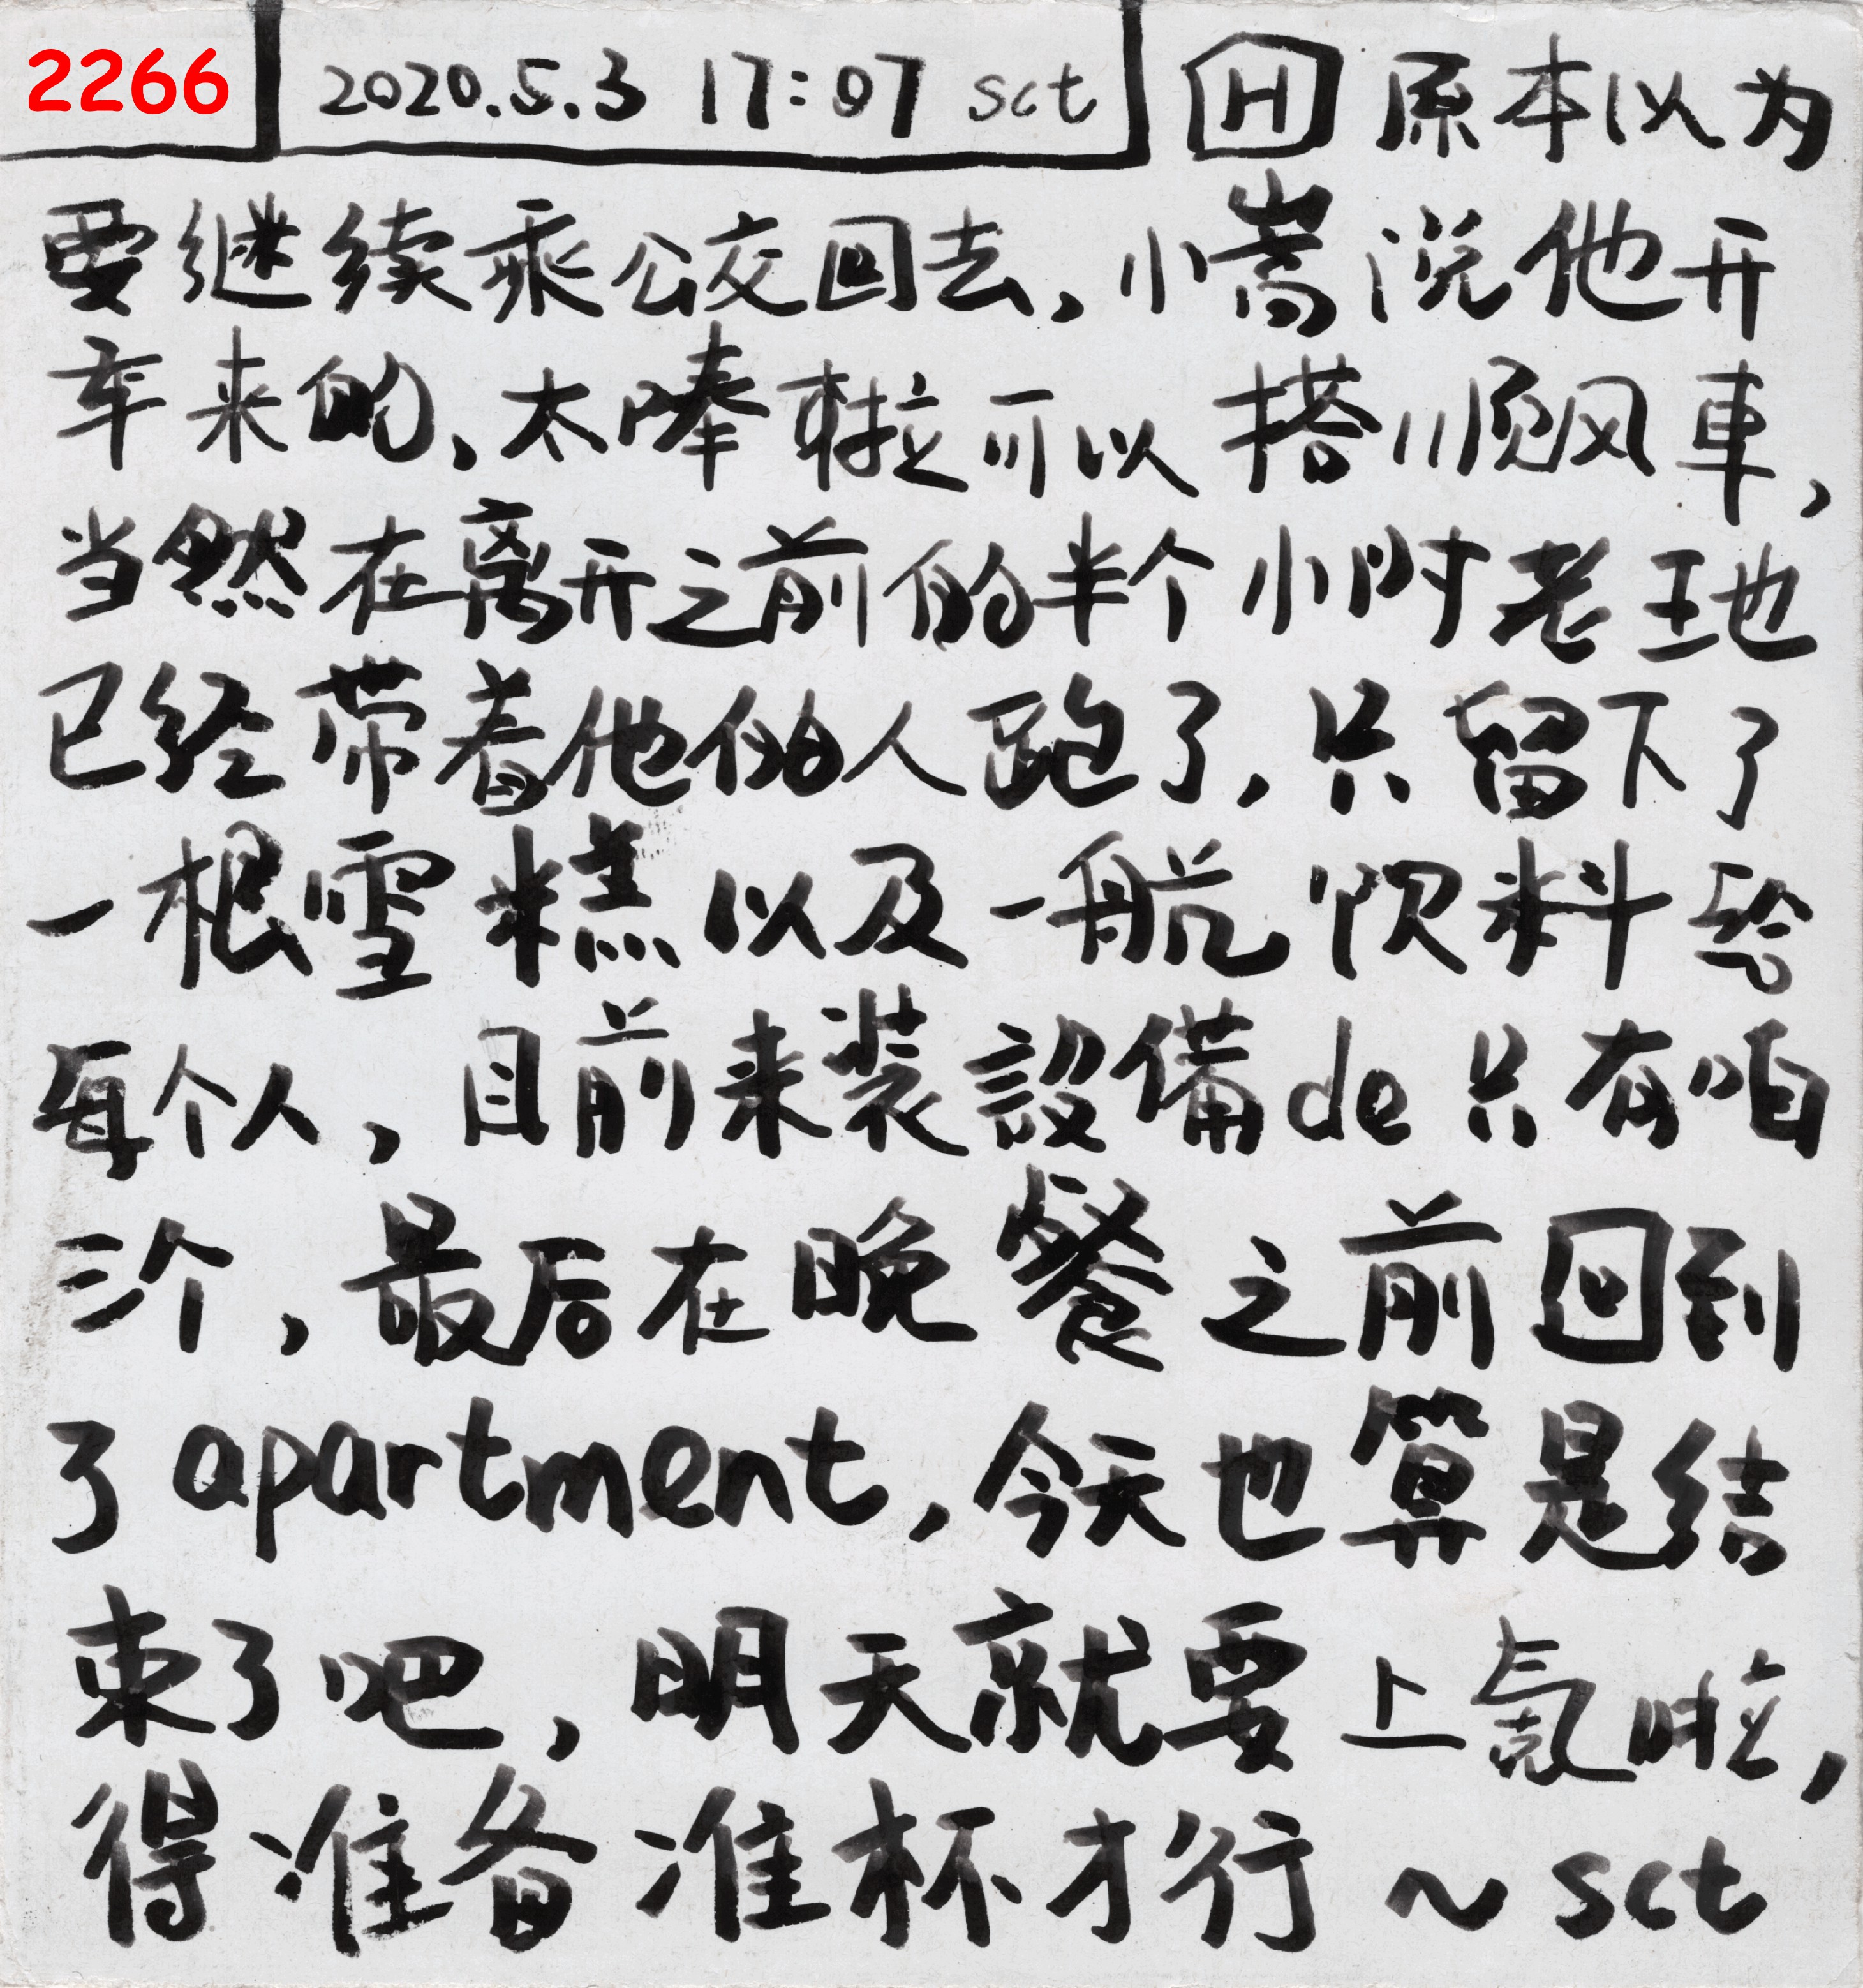 2266 2020.5.3 17:07 sct H 原本以为
要继续乘公交回去,小嵩说他开
车来的,太唪啦可以搭顺风車,
当然在离开之前的半个小时老王地
已经带着他的人跑了,只留下了
一根雪糕以及一航饮料给
每个人,目前来装設備de只有咱
三个,最后在晚餐之前回到
了apartment,今天也算是结
束了吧,明天就要上氪啦,
得准备准杯才行~sct